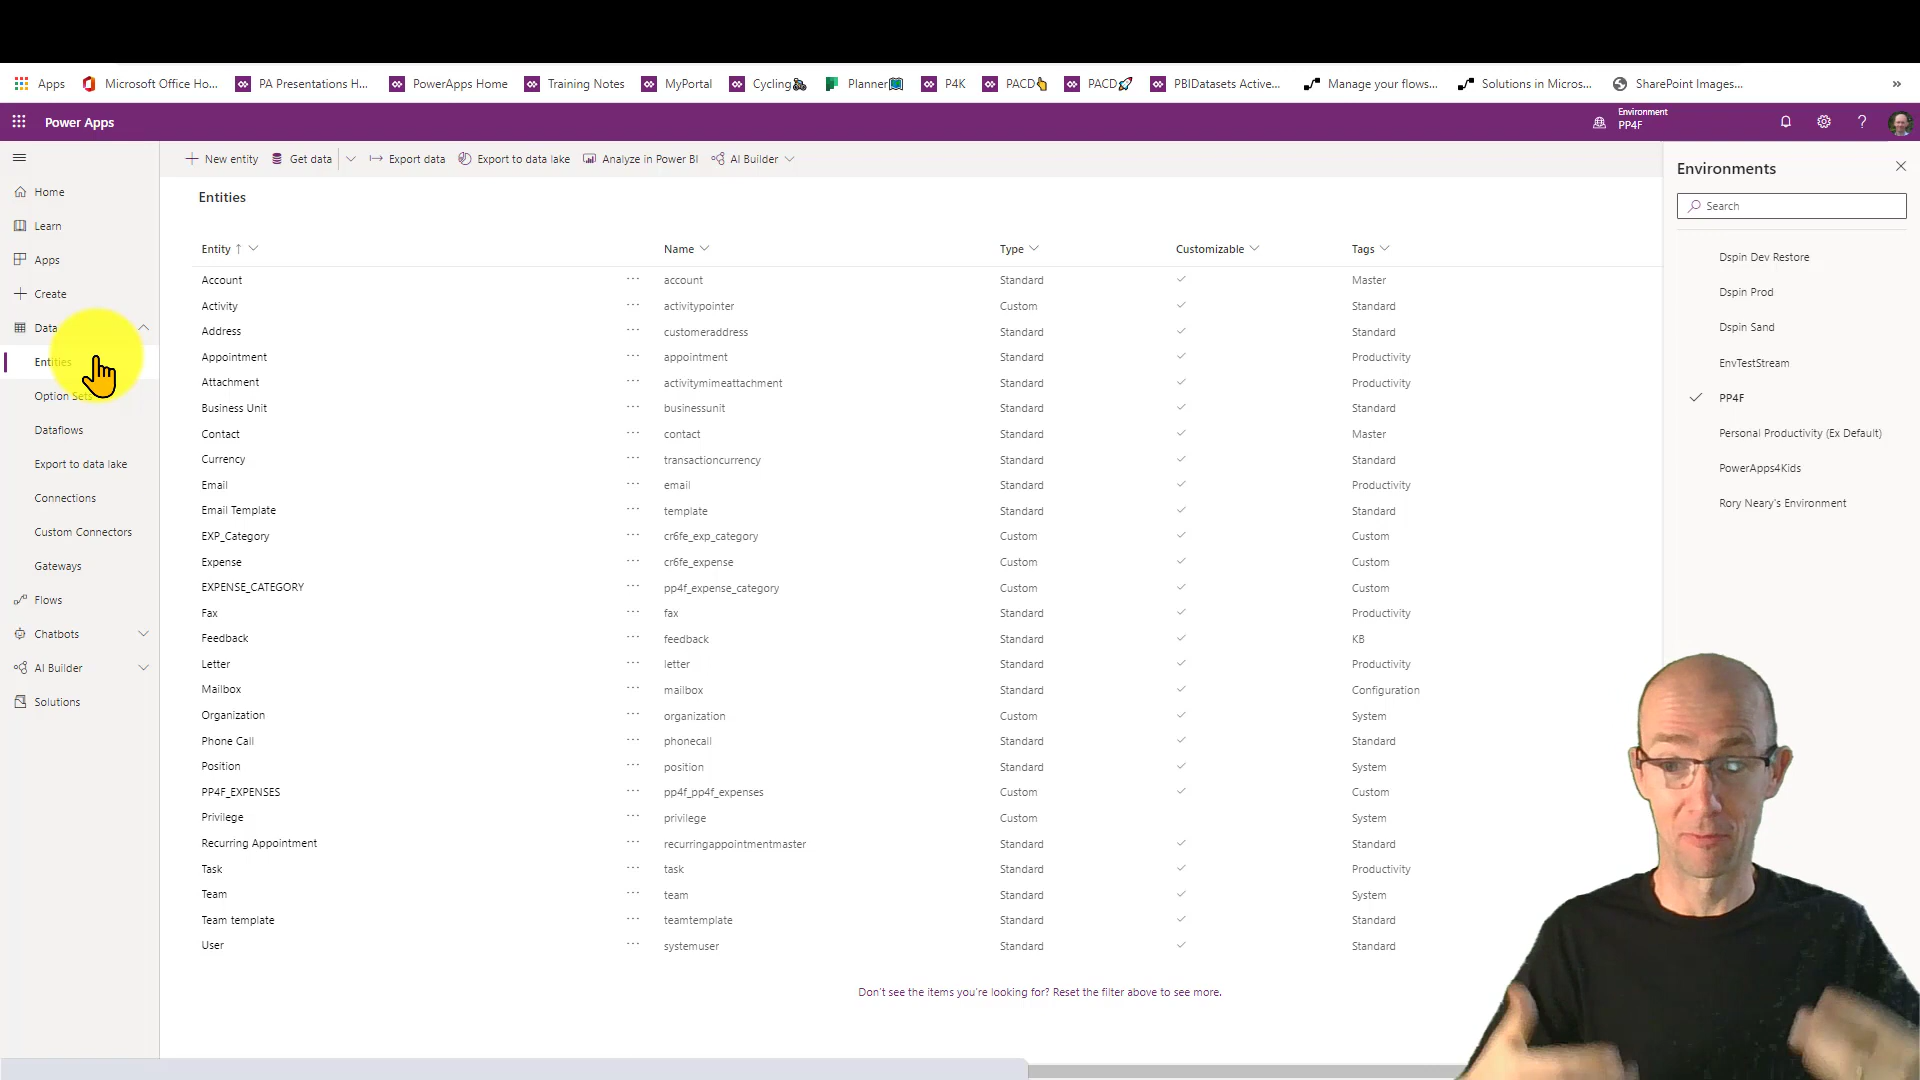 Apps Microsoft Office Ho... PA Presentations H... PowerApps Home Training Notes MyPortal Cycling Planner P4K PACD PACD PBIDatasets Active... Manage your flows... Solutions in Micros... SharePoint Images... »
Power Apps
Environment
PP4F
?
New entity Get data Export data Export to data lake Analyze in Power BI AI Builder
Home
Learn
Apps
Create
Data
Entities
Option Sets
Dataflows
Export to data lake
Connections
Custom Connectors
Gateways
Flows
Chatbots
AI Builder
Solutions
Entities
Entity Name Type Customizable Tags
Account ... account Standard Master
Activity ... activitypointer Custom Standard
Address ... customeraddress Standard Standard
Appointment ... appointment Standard Productivity
Attachment ... activitymimeattachment Standard Productivity
Business Unit ... businessunit Standard Standard
Contact ... contact Standard Master
Currency ... transactioncurrency Standard Standard
Email ... email Standard Productivity
Email Template ... template Standard Standard
EXP_Category ... cr6fe_exp_category Custom Custom
Expense ... cr6fe_expense Custom Custom
EXPENSE_CATEGORY ... pp4f_expense_category Custom Custom
Fax ... fax Standard Productivity
Feedback ... feedback Standard KB
Letter ... letter Standard Productivity
Mailbox ... mailbox Standard Configuration
Organization ... organization Custom System
Phone Call ... phonecall Standard Standard
Position ... position Standard System
PP4F_EXPENSES ... pp4f_pp4f_expenses Custom Custom
Privilege ... privilege Custom System
Recurring Appointment ... recurringappointmentmaster Standard Standard
Task ... task Standard Productivity
Team ... team Standard System
Team template ... teamtemplate Standard Standard
User ... systemuser Standard Standard
Don't see the items you're looking for? Reset the filter above to see more.
Environments
Search
Dspin Dev Restore
Dspin Prod
Dspin Sand
EnvTestStream
PP4F
Personal Productivity (Ex Default)
PowerApps4Kids
Rory Neary's Environment